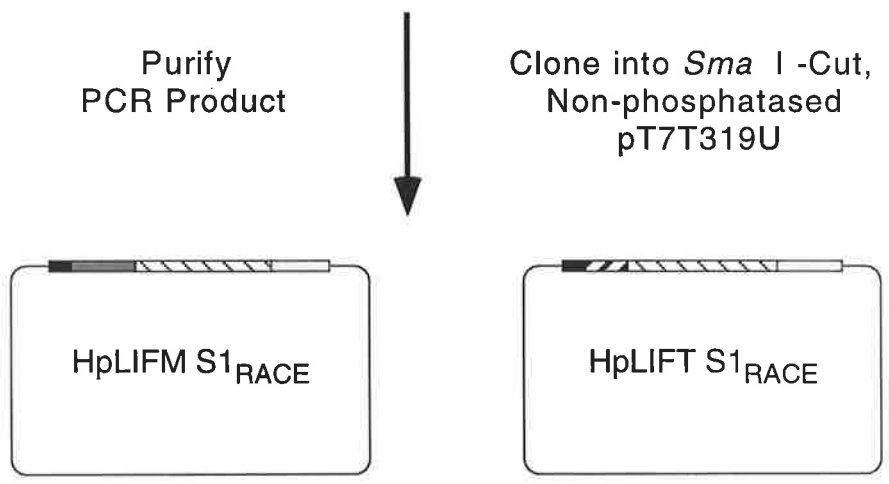 Purify
PCR Product
Clone into Sma I -Cut,
Non-phosphatased
pT7T319U
HpLIFM S1RACE
HpLIFT S1RACE